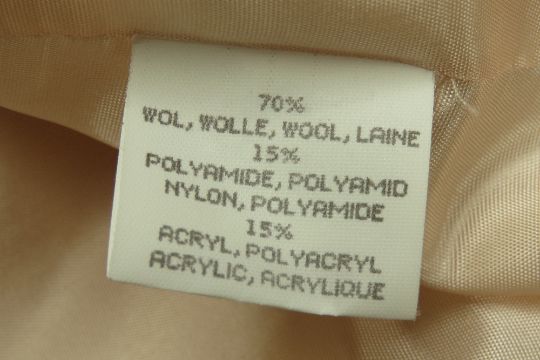 70%
WOL, WOLLE, WOOL, LAINE
15%
POLYAMIDE, POLYAMID
NYLON, POLYAMIDE
15%
ACRYL, POLYACRYL
ACRYLIC, ACRYLIQUE